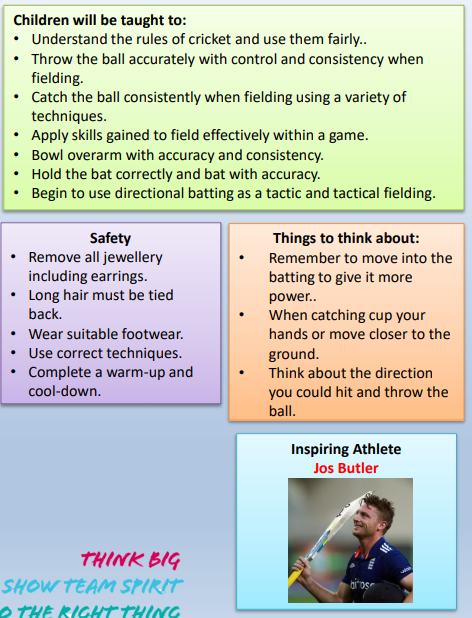 Children will be taught to:
• Understand the rules of cricket and use them fairly..
• Throw the ball accurately with control and consistency when
fielding.
• Catch the ball consistently when fielding using a variety of
techniques.
• Apply skills gained to field effectively within a game.
• Bowl overarm with accuracy and consistency.
• Hold the bat correctly and bat with accuracy.
• Begin to use directional batting as a tactic and tactical fielding.
Safety
• Remove all jewellery
including earrings.
• Long hair must be tied
back.
• Wear suitable footwear.
• Use correct techniques.
• Complete a warm-up and
cool-down.
Things to think about:
• Remember to move into the
batting to give it more
power..
• When catching cup your
hands or move closer to the
ground.
• Think about the direction
you could hit and throw the
ball.
Inspiring Athlete
Jos Butler
THINK BIG
SHOW TEAM SPIRIT
O THE RIGHT THING